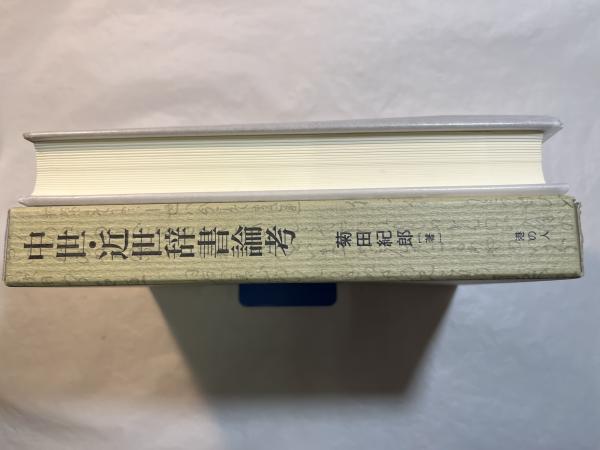 中世・近世辞書論考
菊田紀郎［著］
港の人